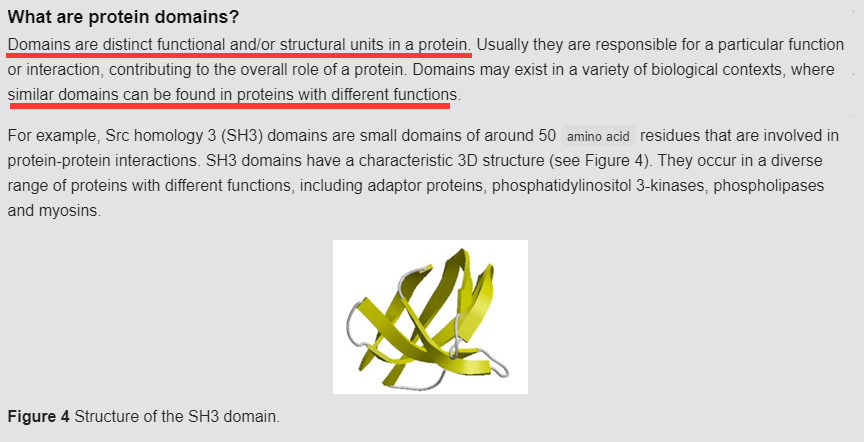 What are protein domains?
Domains are distinct functional and/or structural units in a protein. Usually they are responsible for a particular function
or interaction, contributing to the overall role of a protein. Domains may exist in a variety of biological contexts, where
similar domains can be found in proteins with different functions.
For example, Src homology 3 (SH3) domains are small domains of around 50 amino acid residues that are involved in
protein-protein interactions. SH3 domains have a characteristic 3D structure (see Figure 4). They occur in a diverse
range of proteins with different functions, including adaptor proteins, phosphatidylinositol 3-kinases, phospholipases
and myosins.
Figure 4 Structure of the SH3 domain.